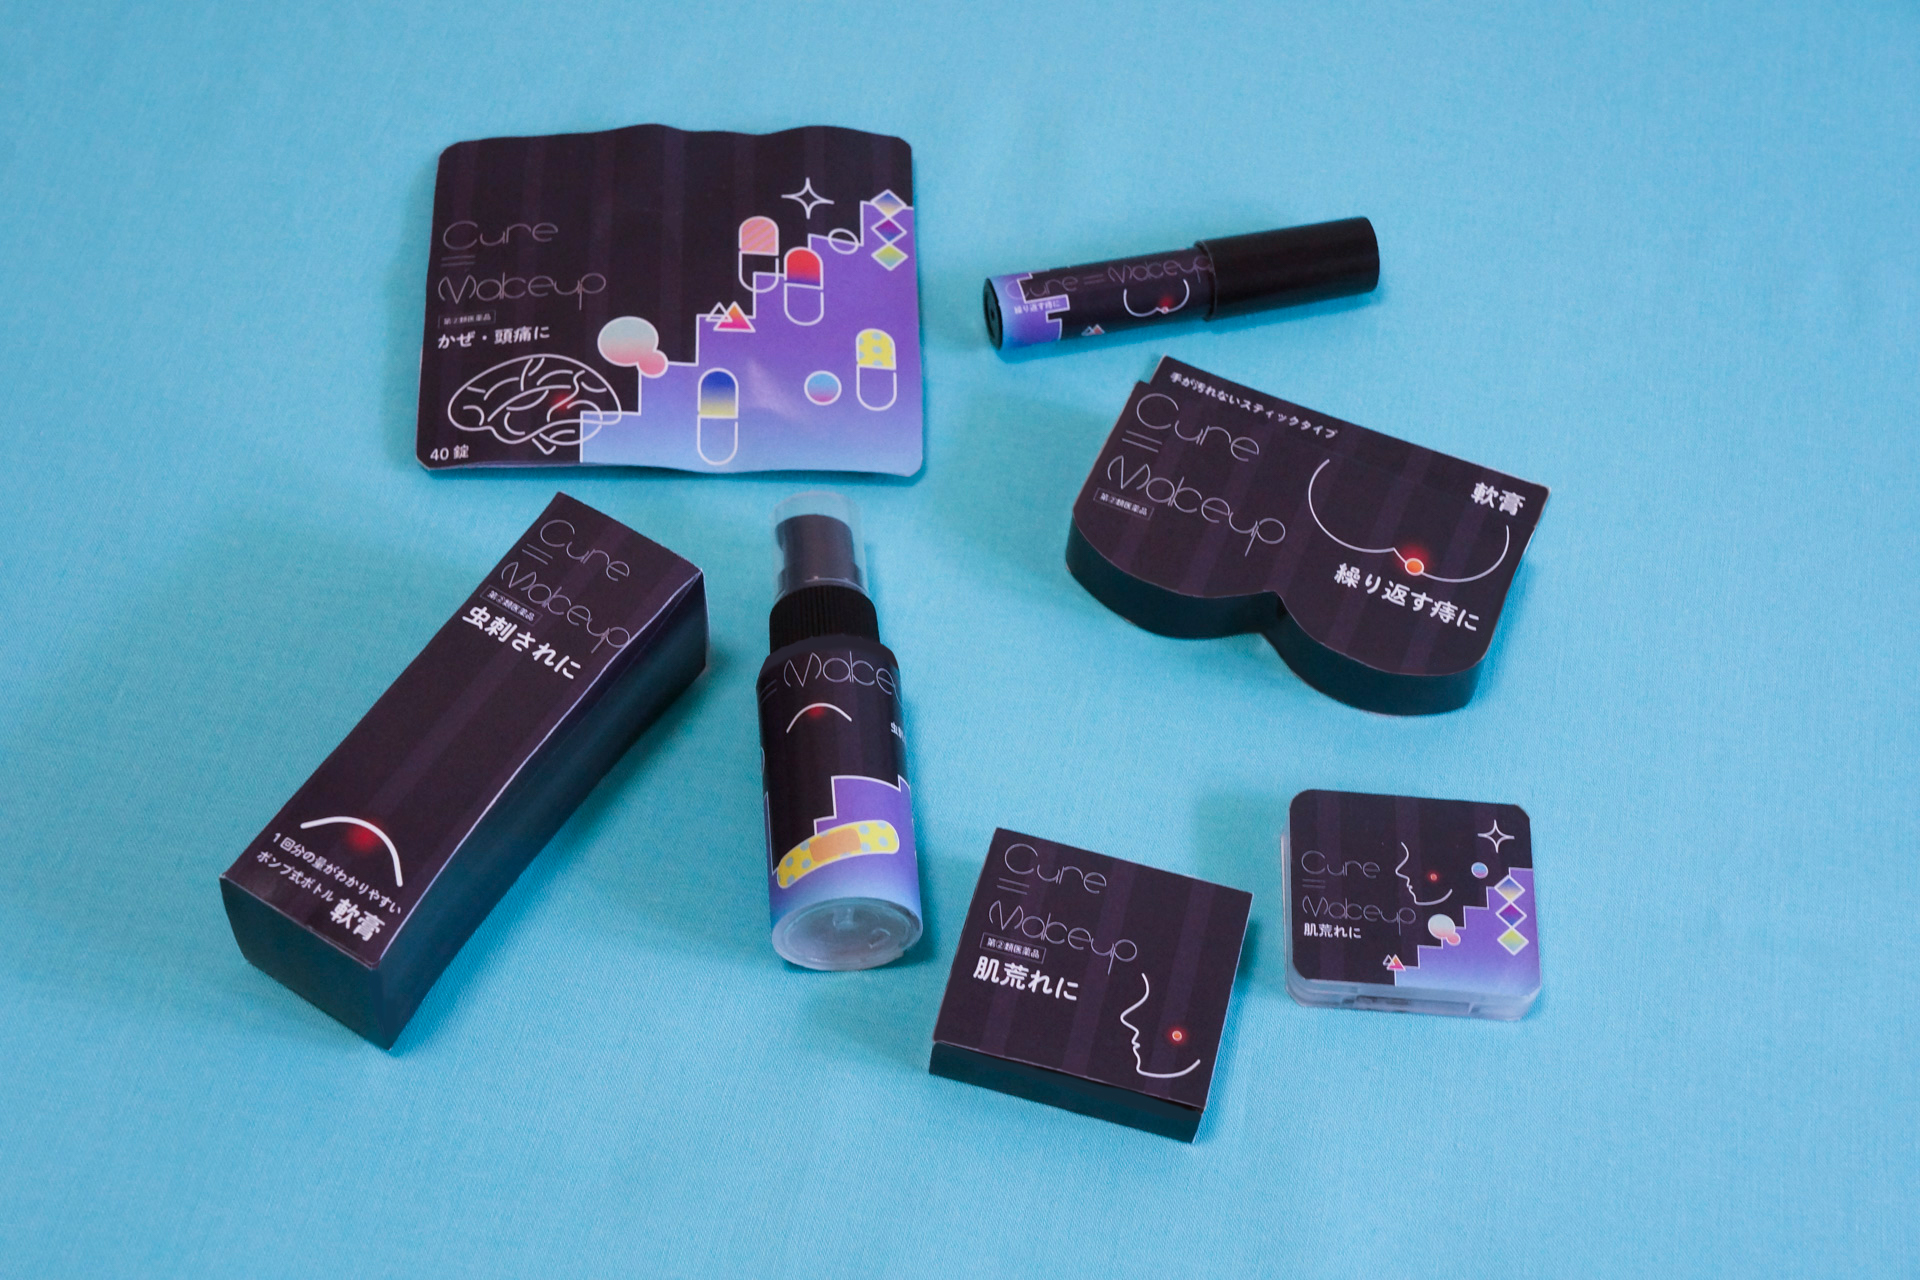 Cure
=
Makeup
第②類医薬品
かぜ・頭痛に
40 錠
Cure = Makeup
繰り返す痔に
手が汚れないスティックタイプ
Cure
=
Makeup
第②類医薬品
軟膏
繰り返す痔に
Cure
=
Makeup
第②類医薬品
虫刺されに
1回分の量がわかりやすい
ポンプ式ボトル
軟膏
= Make
虫刺
Cure
=
Makeup
第②類医薬品
肌荒れに
Cure
=
Makeup
肌荒れに